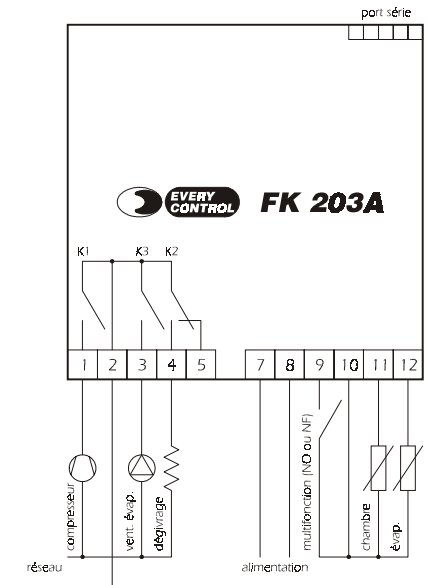 port série
EVERY
CONTROL
FK 203A
K1 K3 K2
1 2 3 4 5 7 8 9 10 11 12
compresseur
vent. évap.
dégivrage
multifonction (NO ou NF)
chambre
évap.
réseau
alimentation